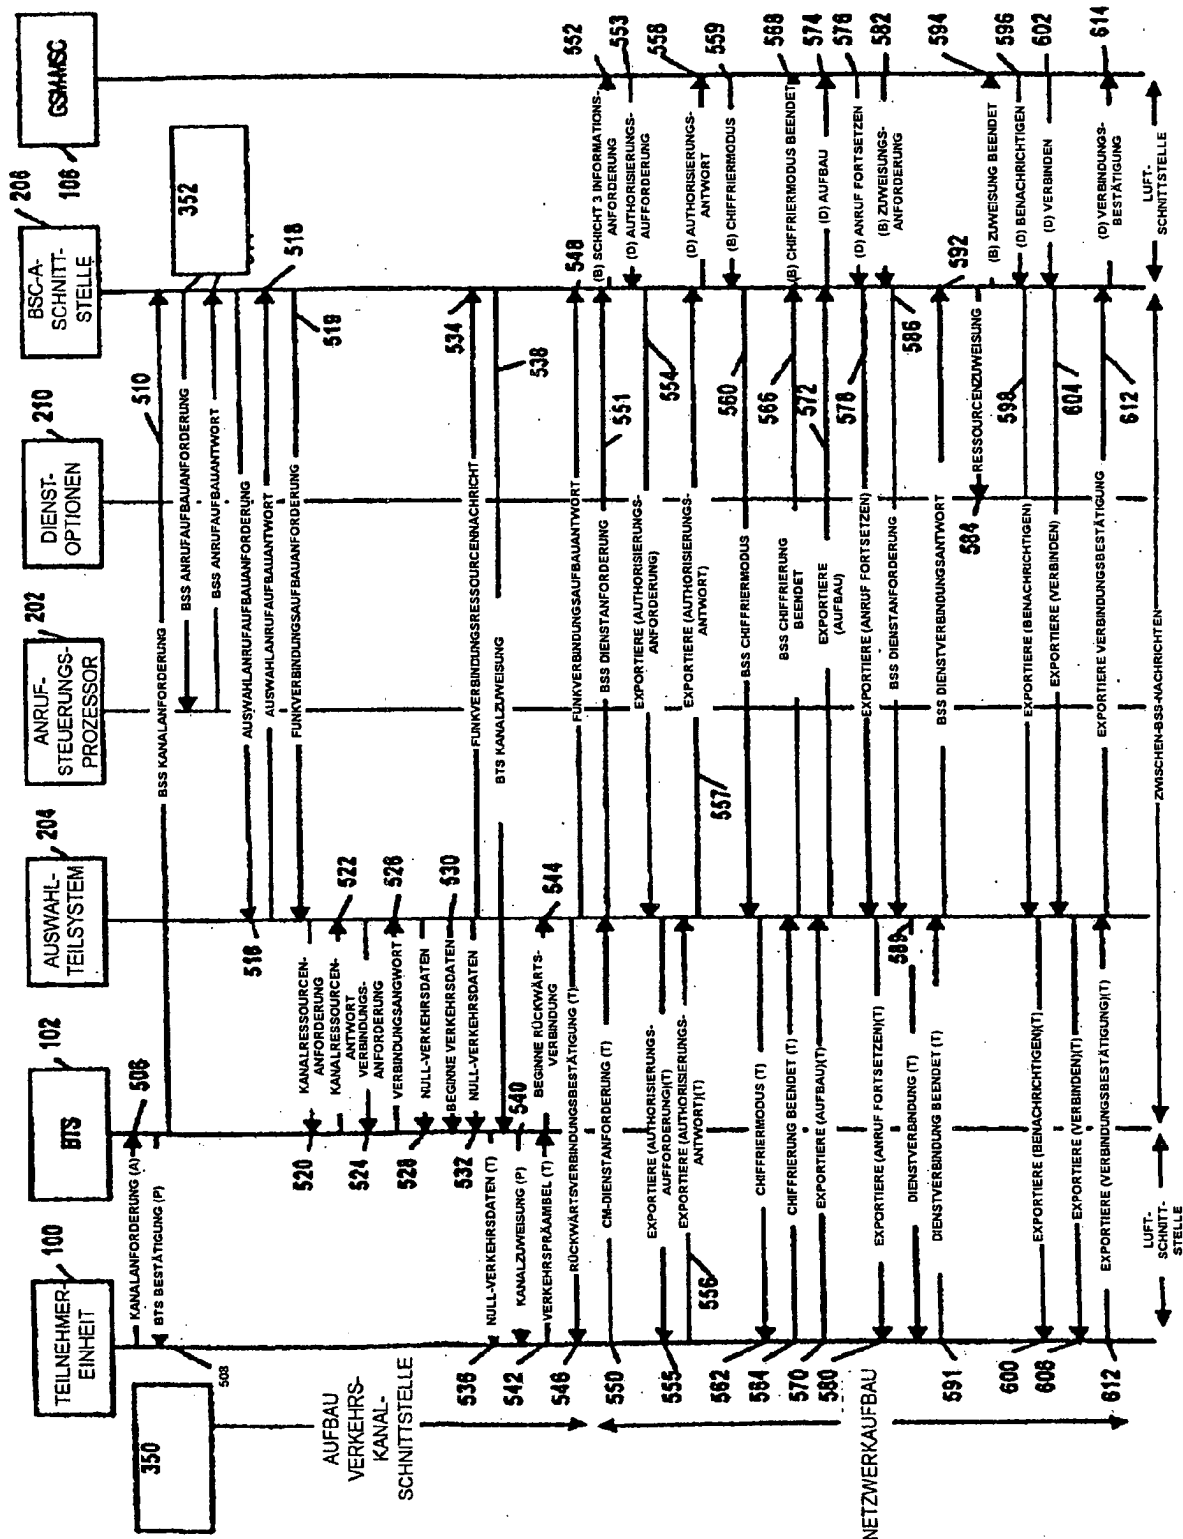 TEILNEHMER-
EINHEIT
100
BTS
102
AUSWAHL-
TEILSYSTEM
204
ANRUF-
STEUERUNGS-
PROZESSOR
202
DIENST-
OPTIONEN
210
BSC-A-
SCHNITT-
STELLE
206
GSM-MSC
106
350
352
KANALANFORDERUNG (A)
506
BTS BESTÄTIGUNG (P)
508
BSS KANALANFORDERUNG
510
BSS ANRUFAUFBAUANFORDERUNG
BSS ANRUFAUFBAUANTWORT
AUSWAHLANRUFAUFBAUANFORDERUNG
516
AUSWAHLANRUFAUFBAUANTWORT
518
FUNKVERBINDUNGSAUFBAUANFORDERUNG
519
KANALRESSOURCEN-
ANFORDERUNG
520
KANALRESSOURCEN-
ANTWORT
522
VERBINDUNGS-
ANFORDERUNG
524
VERBINDUNGSANGWORT
526
NULL-VERKEHRSDATEN
528
BEGINNE VERKEHRSDATEN
530
NULL-VERKEHRSDATEN
532
FUNKVERBINDUNGSRESSOURCENNACHRICHT
534
NULL-VERKEHRSDATEN (T)
536
BTS KANALZUWEISUNG
538
540
KANALZUWEISUNG (P)
542
VERKEHRSPRÄAMBEL (T)
BEGINNE RÜCKWÄRTS-
VERBINDUNG
544
RÜCKWÄRTSVERBINDUNGSBESTÄTIGUNG (T)
546
FUNKVERBINDUNGSAUFBAUANTWORT
548
AUFBAU
VERKEHRS-
KANAL-
SCHNITTSTELLE
CM-DIENSTANFORDERUNG (T)
550
BSS DIENSTANFORDERUNG
551
(B) SCHICHT 3 INFORMATIONS-
ANFORDERUNG
552
(D) AUTHORISIERUNGS-
AUFFORDERUNG
553
EXPORTIERE (AUTHORISIERUNGS-
ANFORDERUNG)
554
EXPORTIERE (AUTHORISIERUNGS-
AUFFORDERUNG)(T)
555
EXPORTIERE (AUTHORISIERUNGS-
ANTWORT)(T)
556
EXPORTIERE (AUTHORISIERUNGS-
ANTWORT)
557
(D) AUTHORISIERUNGS-
ANTWORT
558
(B) CHIFFRIERMODUS
559
BSS CHIFFRIERMODUS
560
CHIFFRIERMODUS (T)
562
CHIFFRIERUNG BEENDET (T)
564
BSS CHIFFRIERUNG
BEENDET
566
(B) CHIFFRIERMODUS BEENDET
568
EXPORTIERE (AUFBAU)(T)
570
EXPORTIERE
(AUFBAU)
572
(D) AUFBAU
574
(D) ANRUF FORTSETZEN
576
EXPORTIERE (ANRUF FORTSETZEN)
578
EXPORTIERE (ANRUF FORTSETZEN)(T)
580
(B) ZUWEISUNGS-
ANFORDERUNG
582
BSS DIENSTANFORDERUNG
586
DIENSTVERBINDUNG (T)
589
DIENSTVERBINDUNG BEENDET (T)
591
BSS DIENSTVERBINDUNGSANTWORT
592
RESSOURCENZUWEISUNG
584
(B) ZUWEISUNG BEENDET
594
(D) BENACHRICHTIGEN
596
EXPORTIERE (BENACHRICHTIGEN)
598
EXPORTIERE (BENACHRICHTIGEN)(T)
600
(D) VERBINDEN
602
EXPORTIERE (VERBINDEN)
604
EXPORTIERE (VERBINDEN)(T)
606
EXPORTIERE (VERBINDUNGSBESTÄTIGUNG)(T)
612
EXPORTIERE VERBINDUNGSBESTÄTIGUNG
612
(D) VERBINDUNGS-
BESTÄTIGUNG
614
NETZWERKAUFBAU
LUFT-
SCHNITT-
STELLE
ZWISCHEN-BSS-NACHRICHTEN
LUFT-
SCHNITTSTELLE